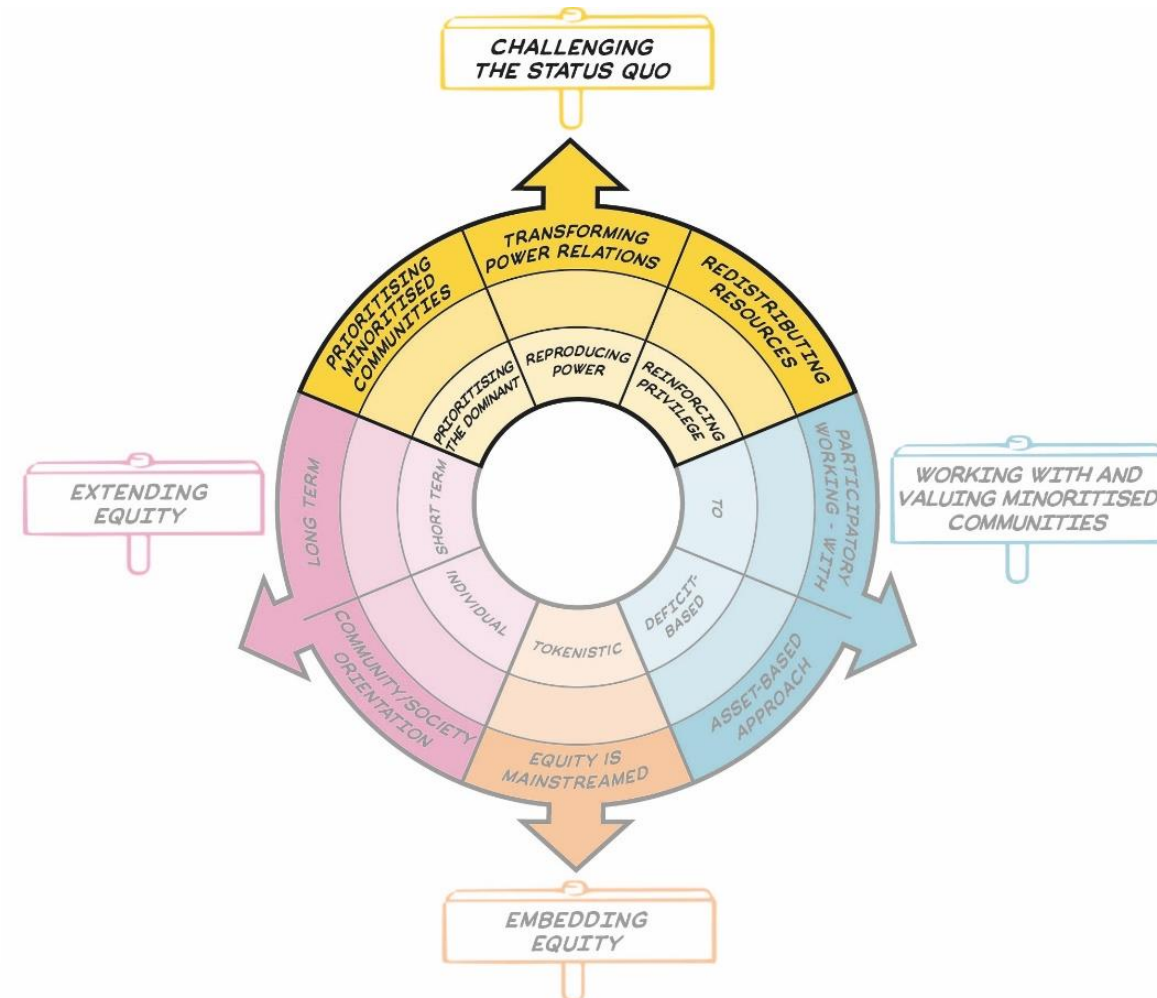 CHALLENGING
THE STATUS QUO
PRIORITISING
MINORITISED
COMMUNITIES
TRANSFORMING
POWER RELATIONS
REDISTRIBUTING
RESOURCES
PRIORITISING
THE DOMINANT
REPRODUCING
POWER
REINFORCING
PRIVILEGE
EXTENDING
EQUITY
LONG TERM
SHORT TERM
TO
PARTICIPATORY
WORKING - WITH
WORKING WITH AND
VALUING MINORITISED
COMMUNITIES
COMMUNITY/SOCIETY
ORIENTATION
INDIVIDUAL
TOKENISTIC
DEFICIT-
BASED
ASSET-BASED
APPROACH
EQUITY IS
MAINSTREAMED
EMBEDDING
EQUITY